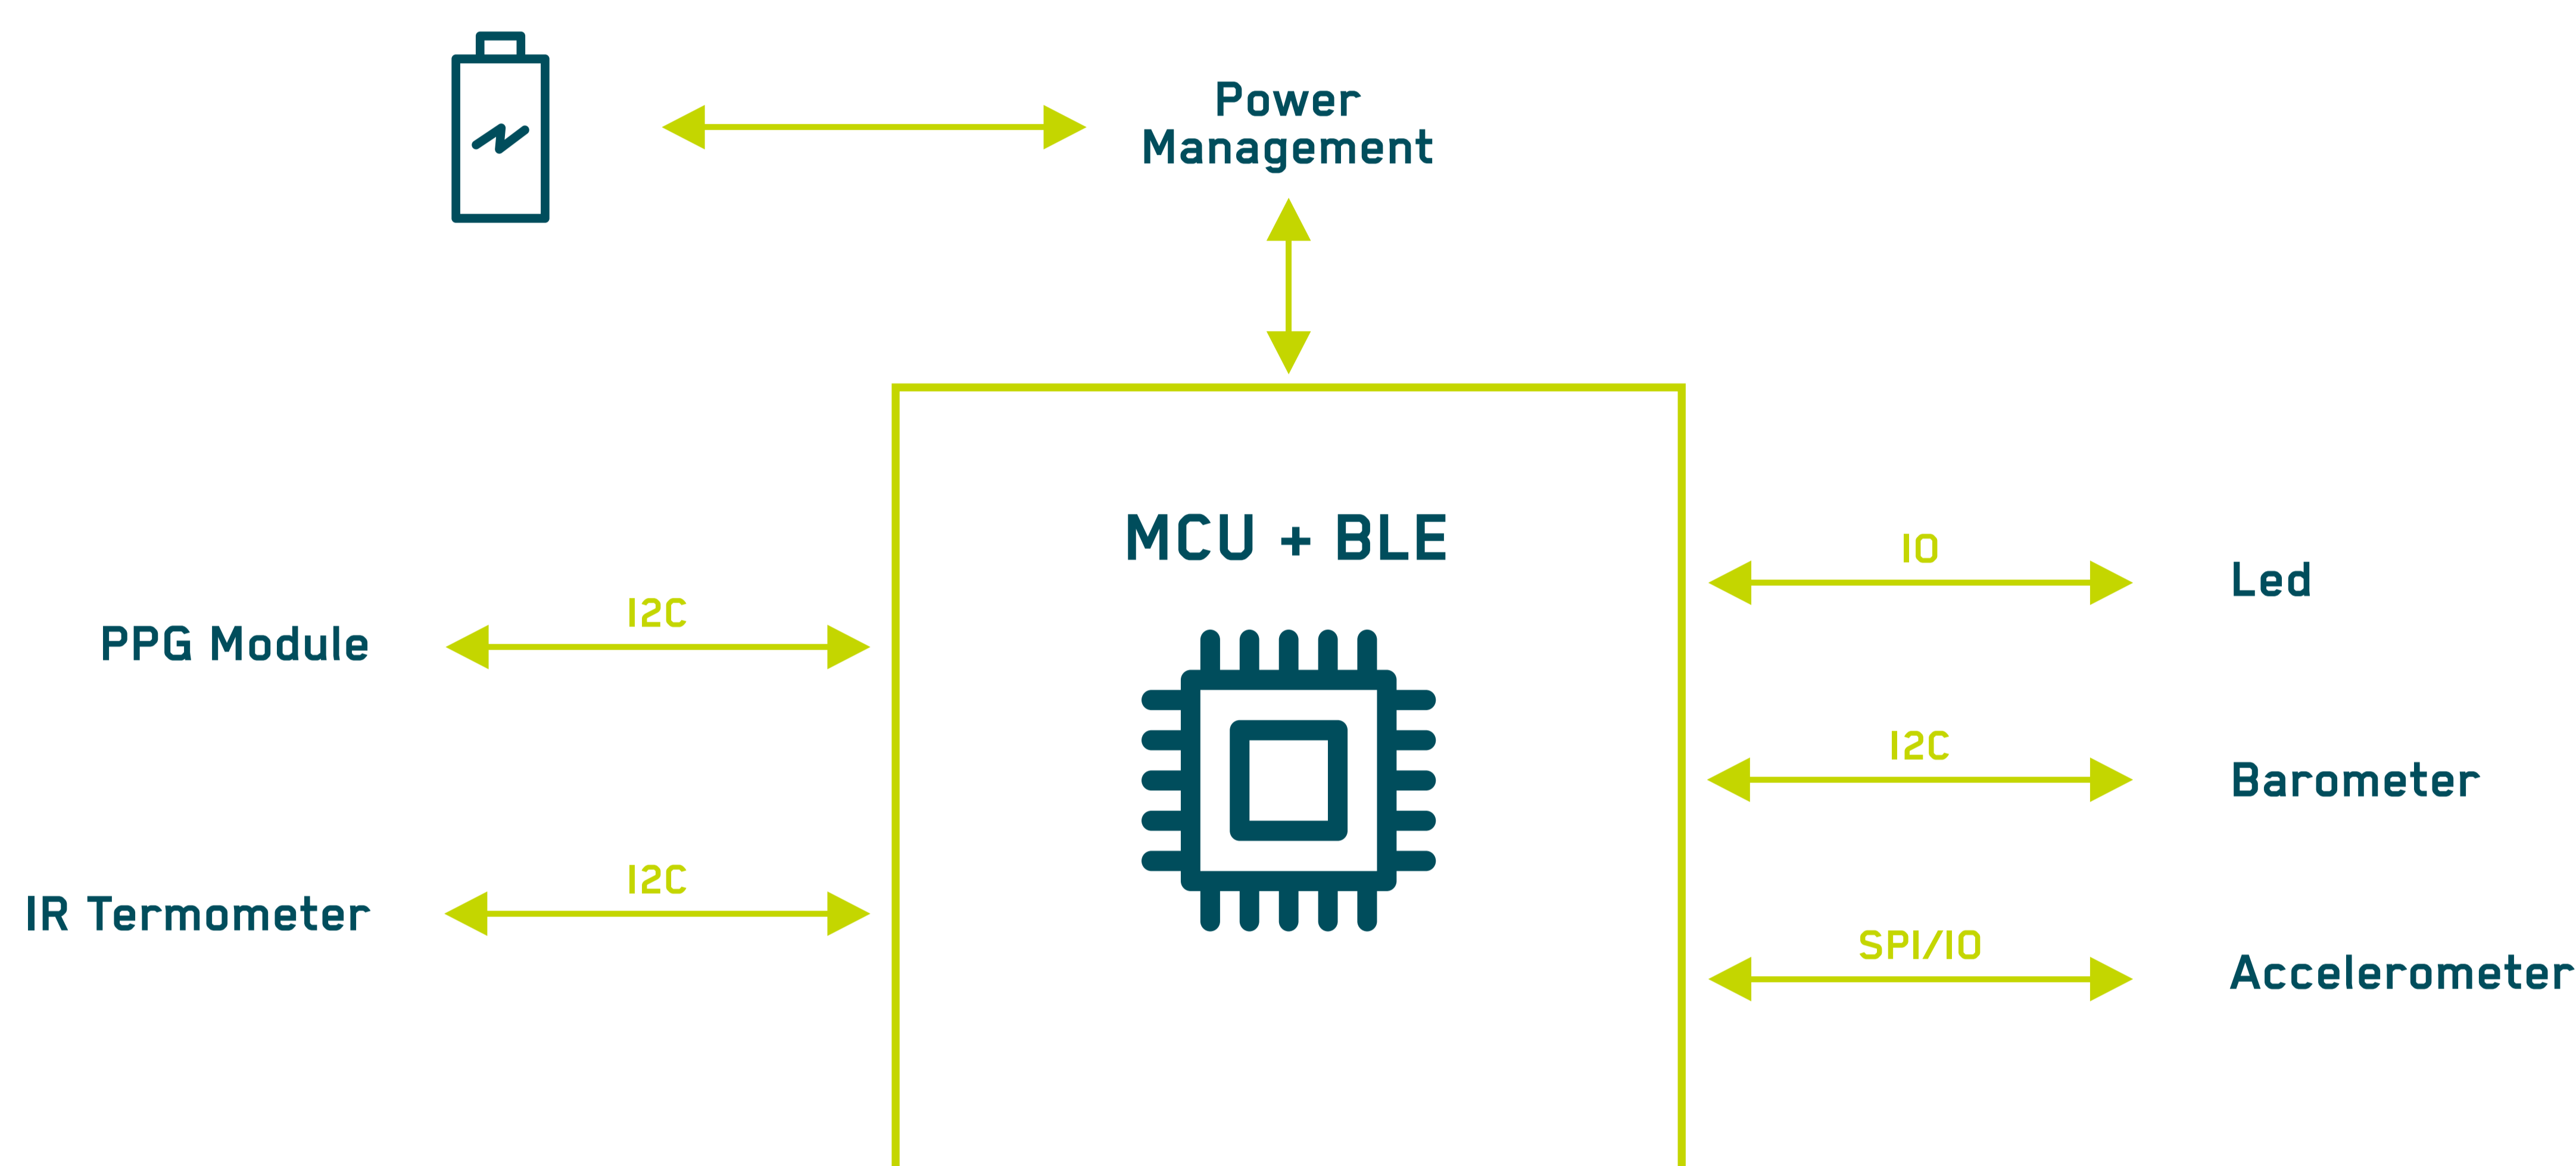 Power
Management
MCU + BLE
IO
Led
I2C
PPG Module
I2C
Barometer
I2C
IR Termometer
SPI/IO
Accelerometer